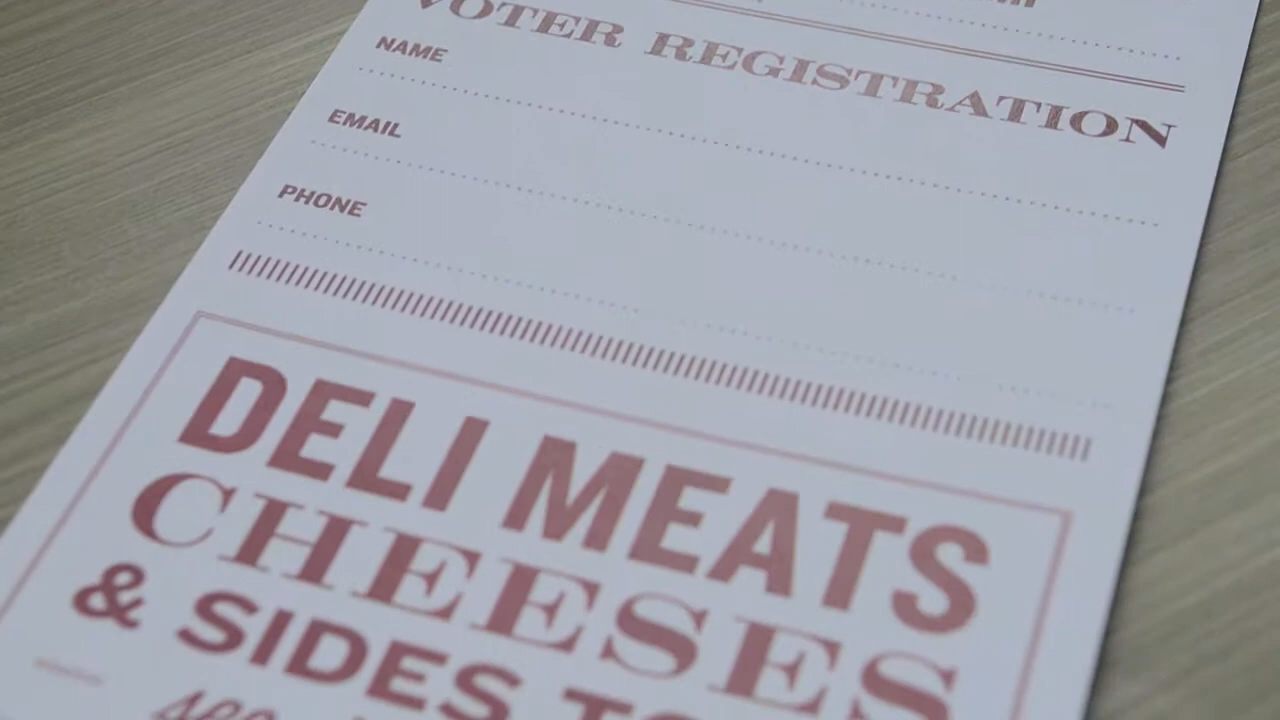 VOTER REGISTRATION
NAME
EMAIL
PHONE
DELI MEATS
CHEESES
& SIDES